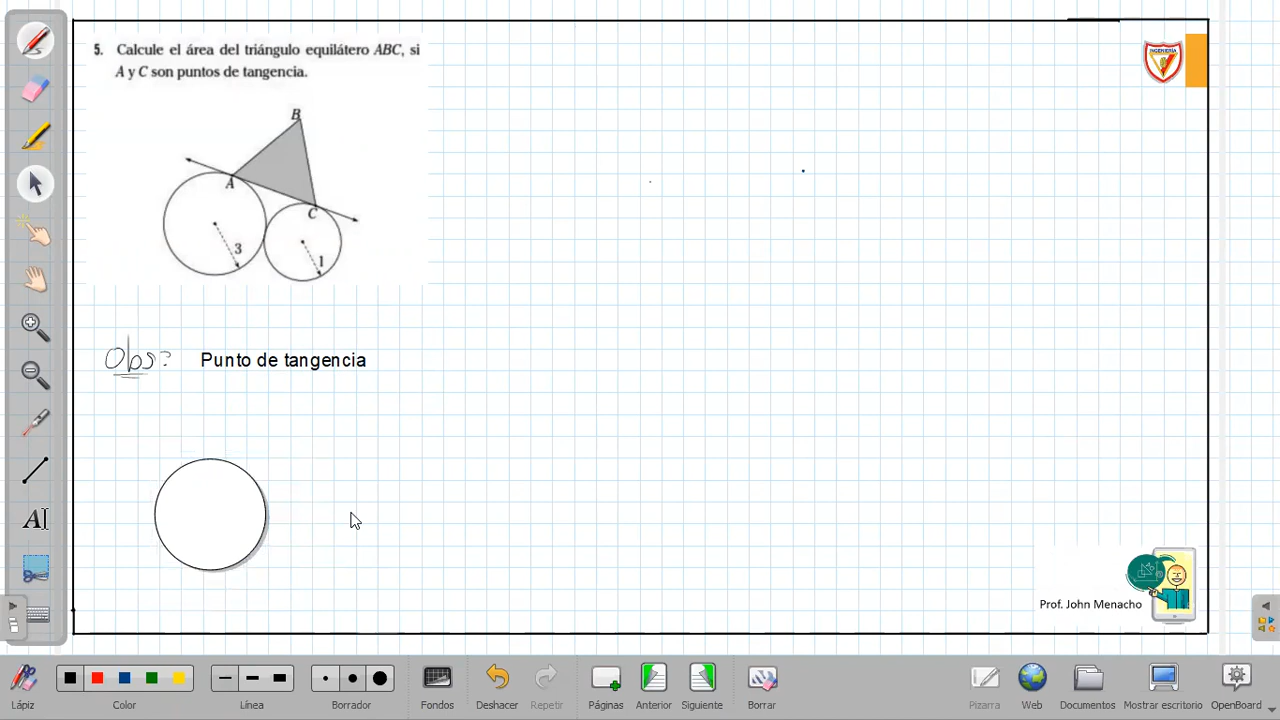 INGENIERÍA
5. Calcule el área del triángulo equilátero ABC, si
A y C son puntos de tangencia.
B
A
C
3
1
Obs: Punto de tangencia
Prof. John Menacho
Lápiz
Color
Línea
Borrador
Fondos
Deshacer
Repetir
Páginas
Anterior
Siguiente
Borrar
Pizarra
Web
Documentos
Mostrar escritorio
OpenBoard